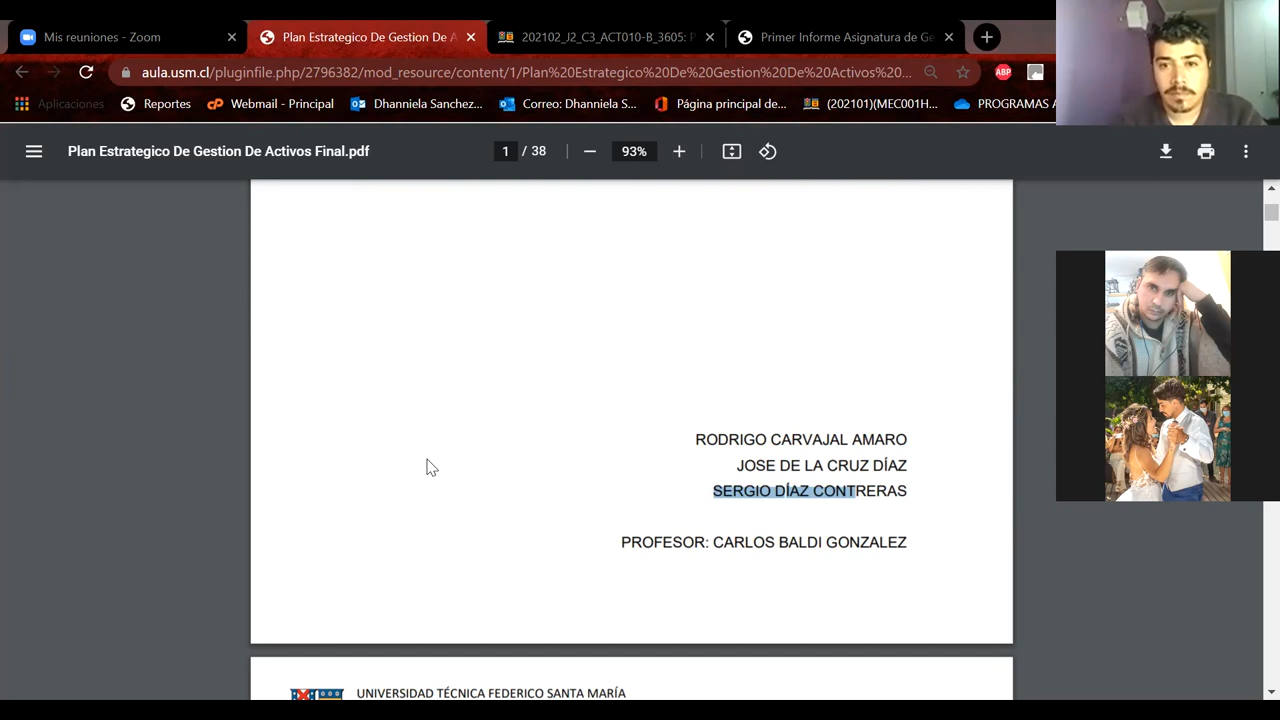 Mis reuniones - Zoom
Plan Estrategico De Gestion De A
202102_J2_C3_ACT010-B_3605: P
Primer Informe Asignatura de Ge
aula.usm.cl/pluginfile.php/2796382/mod_resource/content/1/Plan%20Estrategico%20De%20Gestion%20De%20Activos%20...
ABP
Aplicaciones
Reportes
Webmail - Principal
Dhanniela Sanchez...
Correo: Dhanniela S...
Página principal de...
(202101)(MEC001H...
PROGRAMAS A
Plan Estrategico De Gestion De Activos Final.pdf
1 / 38
93%
RODRIGO CARVAJAL AMARO
JOSE DE LA CRUZ DÍAZ
SERGIO DÍAZ CONTRERAS
PROFESOR: CARLOS BALDI GONZALEZ
UNIVERSIDAD TÉCNICA FEDERICO SANTA MARÍA